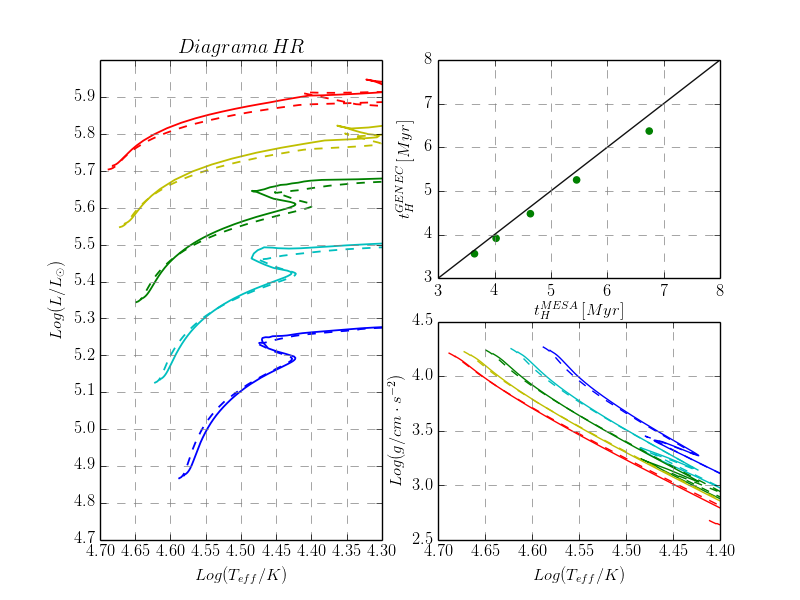 Diagrama HR
5.9
5.8
5.7
5.6
5.5
5.4
5.3
5.2
5.1
5.0
4.9
4.8
4.7
4.70 4.65 4.60 4.55 4.50 4.45 4.40 4.35 4.30
Log(L/L⊙)
Log(T_eff/K)
8
7
6
5
4
3
3 4 5 6 7 8
t_H^GENEC [Myr]
t_H^MESA [Myr]
4.5
4.0
3.5
3.0
2.5
4.70 4.65 4.60 4.55 4.50 4.45 4.40
Log(g/cm · s^−2)
Log(T_eff/K)